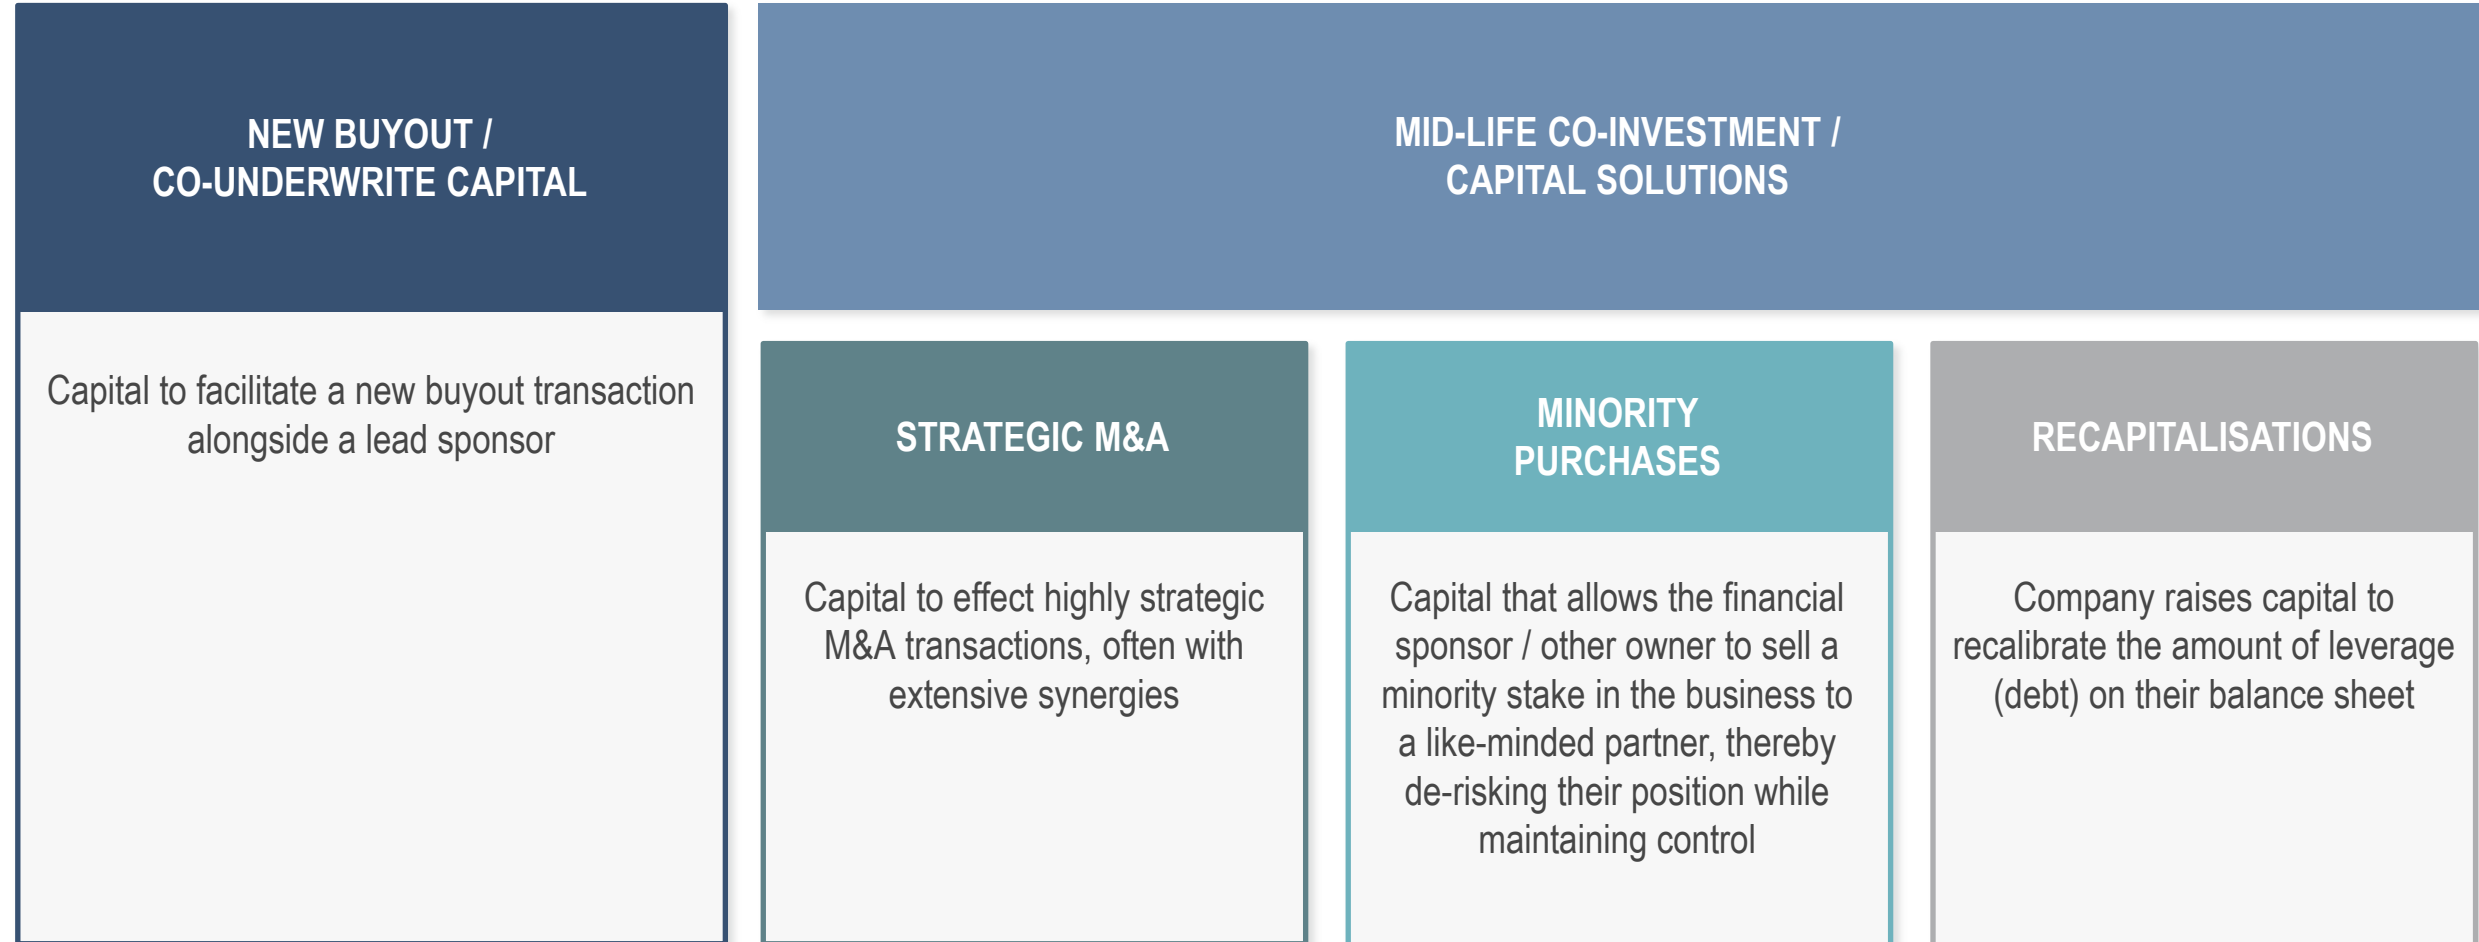 NEW BUYOUT /
CO-UNDERWRITE CAPITAL
Capital to facilitate a new buyout transaction
alongside a lead sponsor
MID-LIFE CO-INVESTMENT /
CAPITAL SOLUTIONS
STRATEGIC M&A
Capital to effect highly strategic
M&A transactions, often with
extensive synergies
MINORITY
PURCHASES
Capital that allows the financial
sponsor / other owner to sell a
minority stake in the business to
a like-minded partner, thereby
de-risking their position while
maintaining control
RECAPITALISATIONS
Company raises capital to
recalibrate the amount of leverage
(debt) on their balance sheet